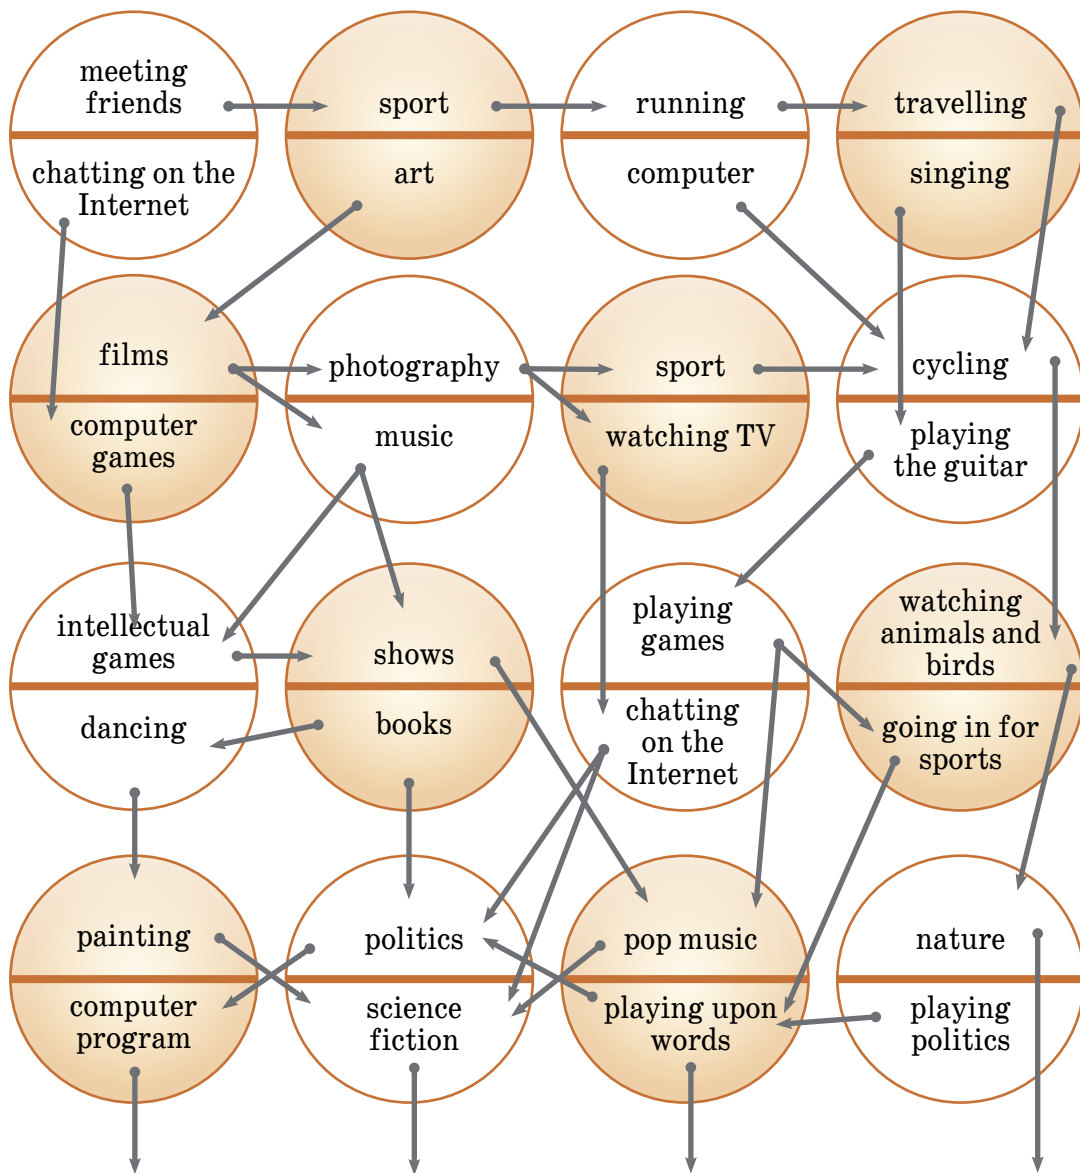 meeting
friends
chatting on the
Internet
sport
art
running
computer
travelling
singing
films
computer
games
photography
music
sport
watching TV
cycling
playing
the guitar
intellectual
games
dancing
shows
books
playing
games
chatting
on the
Internet
watching
animals and
birds
going in for
sports
painting
computer
program
politics
science
fiction
pop music
playing upon
words
nature
playing
politics